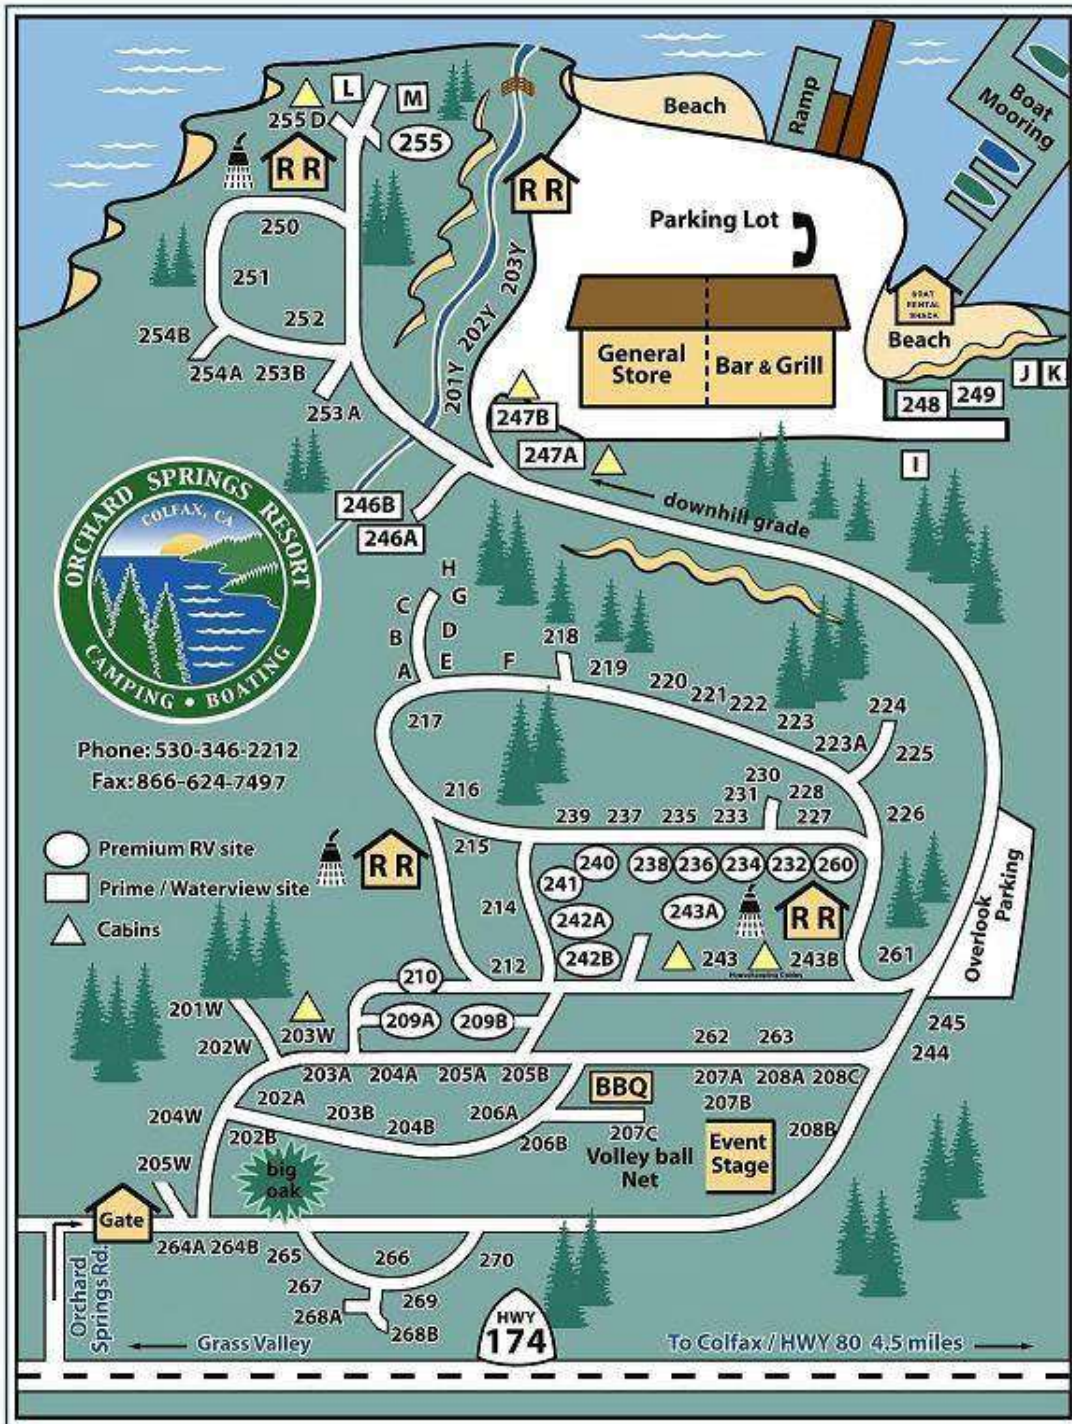 L
M
255 D
255
R R
Beach
Ramp
Boat
Mooring
R R
Parking Lot
250
251
252
254B
254A
253B
253 A
203Y
202Y
201Y
General
Store
Bar & Grill
BOAT
RENTAL
SHACK
Beach
J
K
248
249
I
247B
247A
downhill grade
246B
246A
ORCHARD SPRINGS RESORT
COLFAX, CA
CAMPING • BOATING
Phone: 530-346-2212
Fax: 866-624-7497
H
C
G
B
D
A
E
F
218
219
220
221
222
223
224
223A
225
217
216
230
231
228
226
239
237
235
233
227
Premium RV site
Prime / Waterview site
Cabins
R R
215
240
238
236
234
232
260
241
214
242A
243A
R R
242B
243
243B
261
Overlook
Parking
212
210
201W
203W
209A
209B
202W
262
263
245
244
203A
204A
205A
205B
BBQ
207A
208A
208C
202A
203B
204B
206A
207B
204W
202B
206B
207C
208B
Volley ball
Net
Event
Stage
205W
big
oak
Gate
264A
264B
265
266
270
267
269
268A
268B
Orchard
Springs Rd.
Grass Valley
HWY
174
To Colfax / HWY 80 4.5 miles